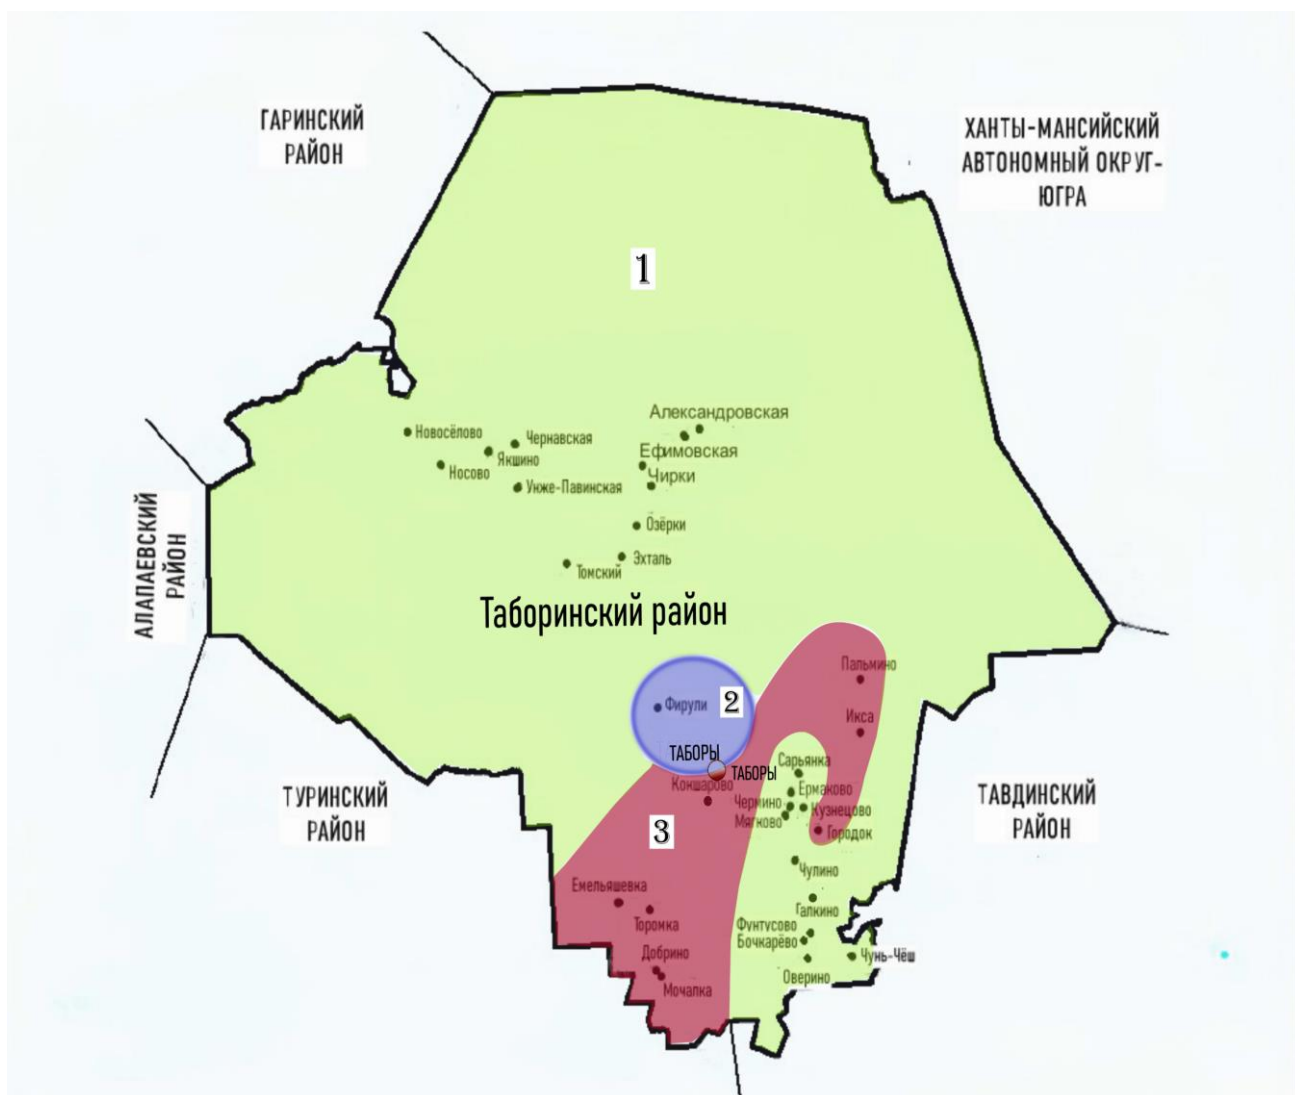 ГАРИНСКИЙ
РАЙОН
ХАНТЫ-МАНСИЙСКИЙ
АВТОНОМНЫЙ ОКРУГ-
ЮГРА
1
Александровская
Новосёлово
Чернавская
Ефимовская
Якшино
Носово
Чирки
Унже-Павинская
АЛАПАЕВСКИЙ
РАЙОН
Озёрки
Эхталь
Томский
Таборинский район
Пальмино
Фирули
2
Икса
ТАБОРЫ
Сарьянка
ТАБОРЫ
Кокшарово
Ермаково
ТУРИНСКИЙ
РАЙОН
ТАВДИНСКИЙ
РАЙОН
Чермино
Кузнецово
Мягково
3
Городок
Чулино
Емельяшевка
Галкино
Торомка
Фунтусово
Бочкарёво
Добрино
Чунь-Чёш
Оверино
Мочалка